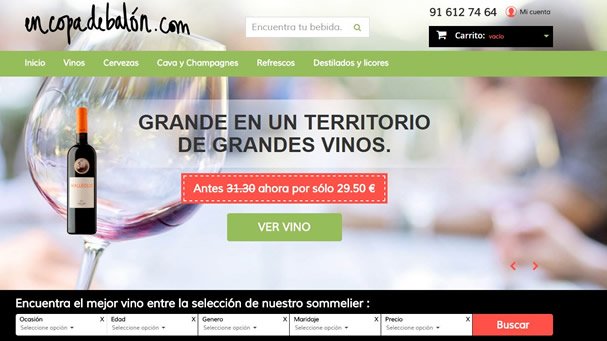 encopadebalón.com
Encuentra tu bebida.
91 612 74 64
Mi cuenta
Carrito: vacío
Inicio Vinos Cervezas Cava y Champagnes Refrescos Destilados y licores
GRANDE EN UN TERRITORIO
DE GRANDES VINOS.
MALLEOLUS
Antes 31.30 ahora por sólo 29.50 €
VER VINO
Encuentra el mejor vino entre la selección de nuestro sommelier :
Ocasión X Edad X Genero X Maridaje X Precio X
Seleccione opción Seleccione opción Seleccione opción Seleccione opción Seleccione opción
Buscar